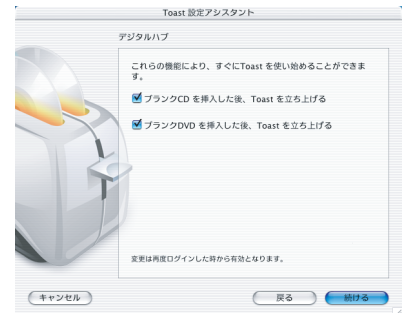 Toast 設定アシスタント
デジタルハブ
これらの機能により、すぐにToast を使い始めることができま
す。
ブランクCD を挿入した後、Toast を立ち上げる
ブランクDVD を挿入した後、Toast を立ち上げる
変更は再度ログインした時から有効となります。
キャンセル
戻る
続ける